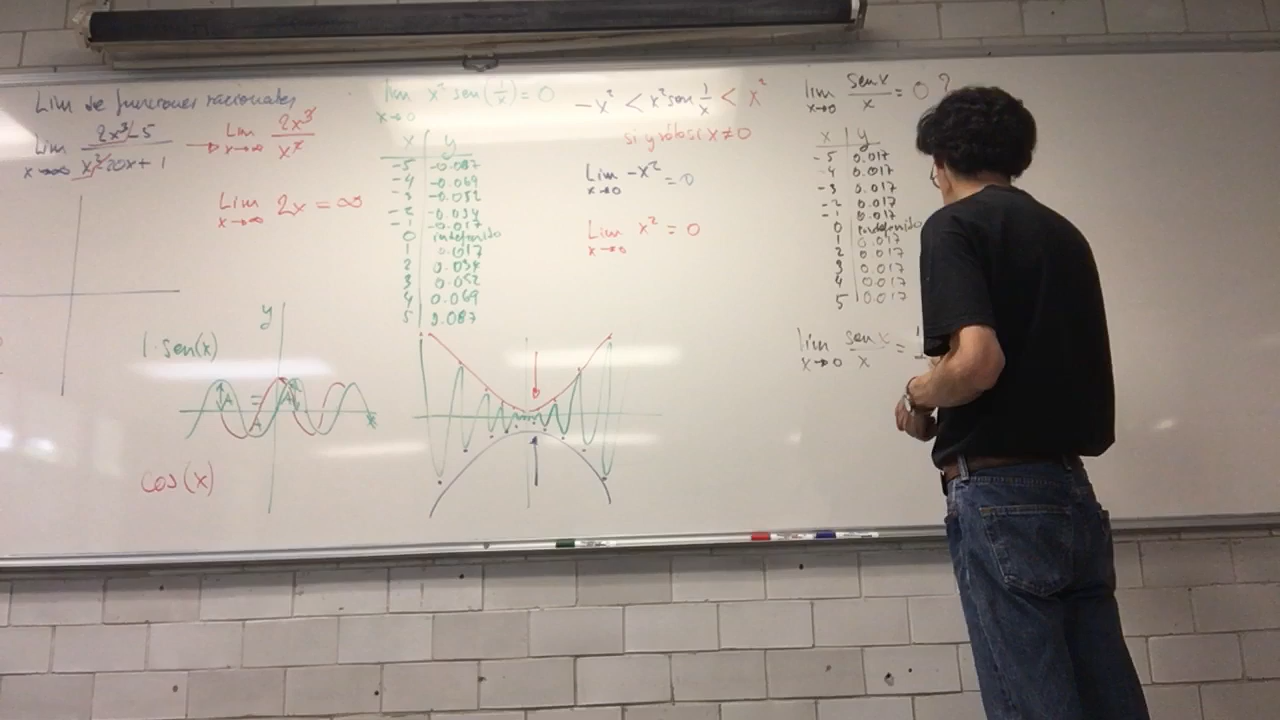 Lim de funciones racionales
Lim x→∞ 2x³-5 / x²-20x+1 → Lim x→∞ 2x³ / x²
Lim x→∞ 2x = ∞
1·sen(x)
y
A = A
A
x
cos(x)
lim x→0 x² sen(1/x) = 0
x | y
-5 | -0.087
-4 | -0.069
-3 | -0.052
-2 | -0.034
-1 | -0.017
0 | indefinido
1 | 0.017
2 | 0.034
3 | 0.052
4 | 0.069
5 | 0.087
-x² < x² sen 1/x < x²
si y sólo si x≠0
Lim x→0 -x² = 0
Lim x→0 x² = 0
lim x→0 sen x / x = 0 ?
x | y
-5 | 0.017
-4 | 0.017
-3 | 0.017
-2 | 0.017
-1 | 0.017
0 | indefinido
1 | 0.017
2 | 0.017
3 | 0.017
4 | 0.017
5 | 0.017
lim x→0 sen x / x =